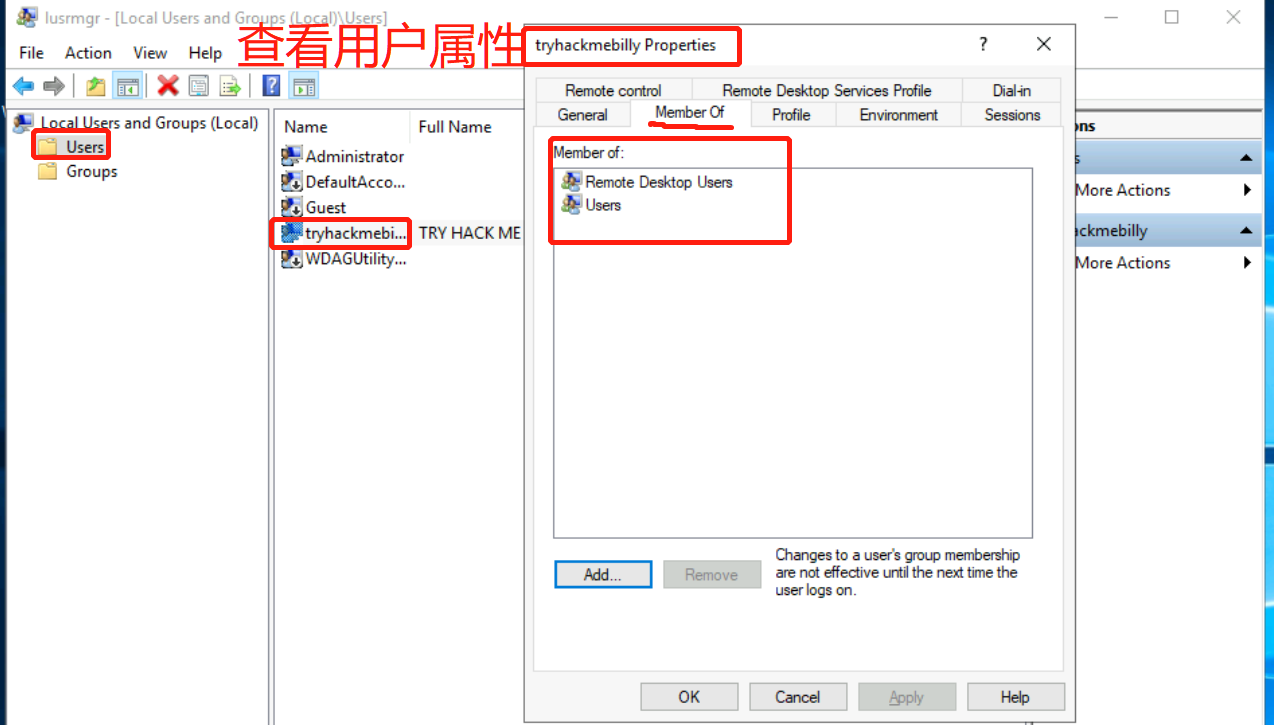 lusrmgr - [Local Users and Groups (Local)\Users]
File Action View Help
查看用户属性
tryhackmebilly Properties
?
Local Users and Groups (Local)
Users
Groups
Name Full Name
Administrator
DefaultAcco...
Guest
tryhackmebi... TRY HACK ME
WDAGUtility...
Remote control Remote Desktop Services Profile Dial-in
General Member Of Profile Environment Sessions
Member of:
Remote Desktop Users
Users
Add... Remove
Changes to a user's group membership
are not effective until the next time the
user logs on.
OK Cancel Apply Help
ons
s
More Actions
ackmebilly
More Actions